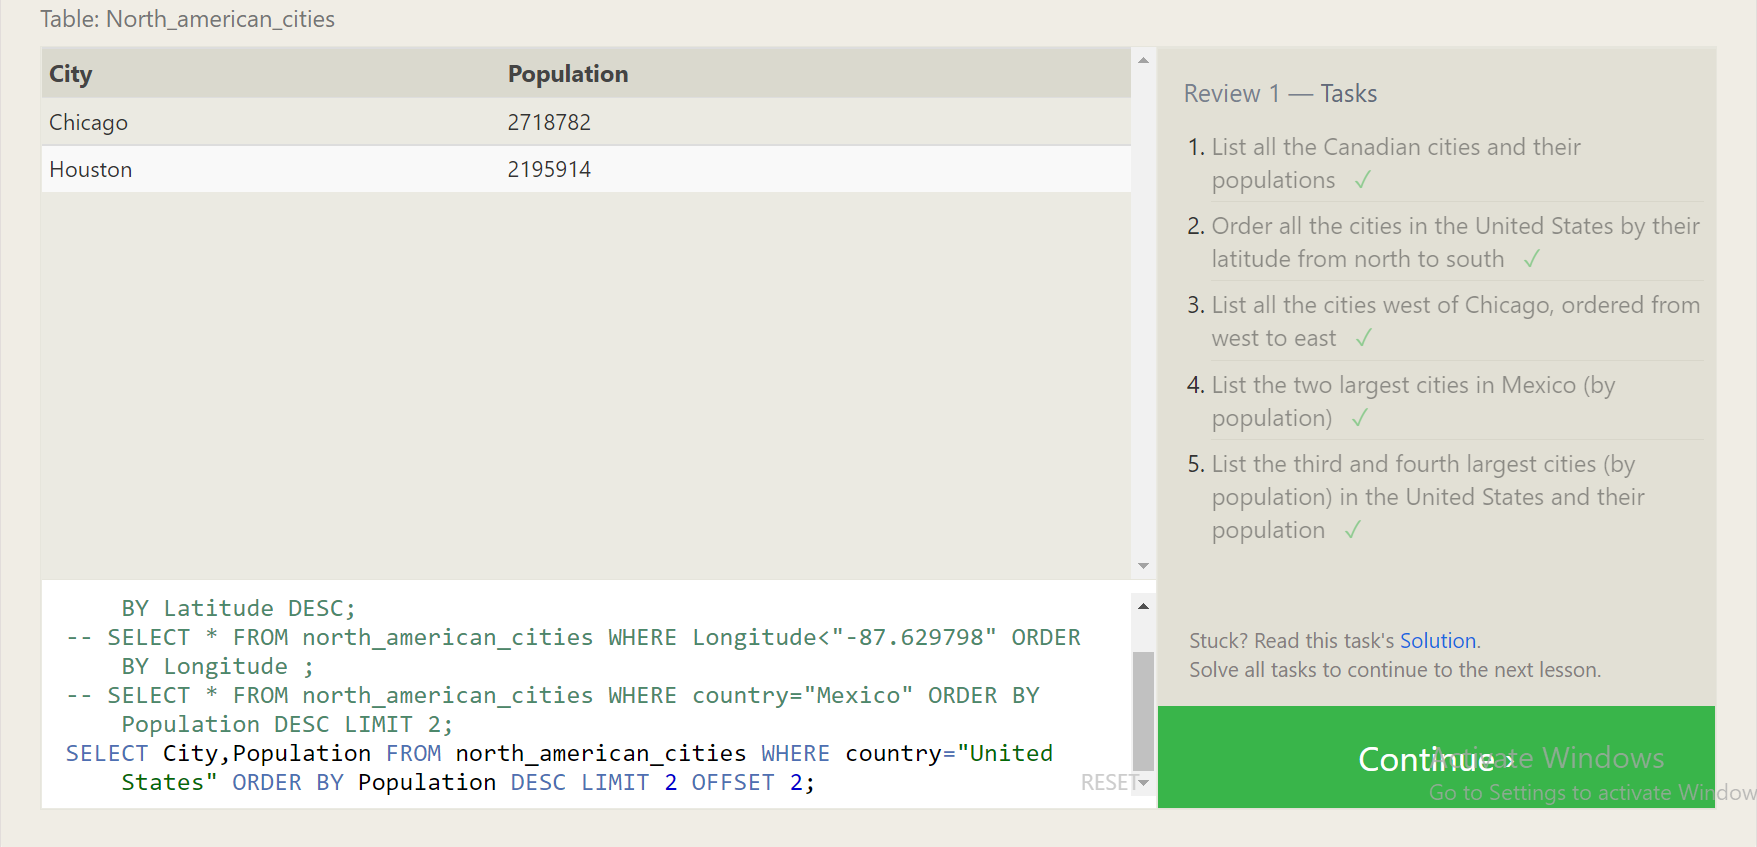 Table: North_american_cities
City Population
Chicago 2718782
Houston 2195914
Review 1 — Tasks
1. List all the Canadian cities and their
populations ✓
2. Order all the cities in the United States by their
latitude from north to south ✓
3. List all the cities west of Chicago, ordered from
west to east ✓
4. List the two largest cities in Mexico (by
population) ✓
5. List the third and fourth largest cities (by
population) in the United States and their
population ✓
Stuck? Read this task's Solution.
Solve all tasks to continue to the next lesson.
Continue ›
BY Latitude DESC;
-- SELECT * FROM north_american_cities WHERE Longitude<"-87.629798" ORDER
BY Longitude ;
-- SELECT * FROM north_american_cities WHERE country="Mexico" ORDER BY
Population DESC LIMIT 2;
SELECT City,Population FROM north_american_cities WHERE country="United
States" ORDER BY Population DESC LIMIT 2 OFFSET 2;
RESET
Activate Windows
Go to Settings to activate Window